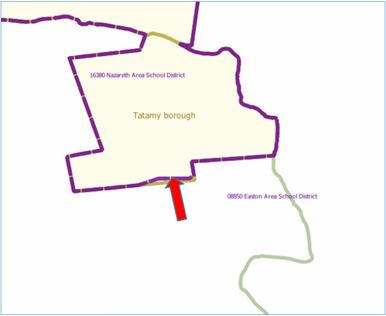 16380 Nazareth Area School District
Tatamy borough
08850 Easton Area School District